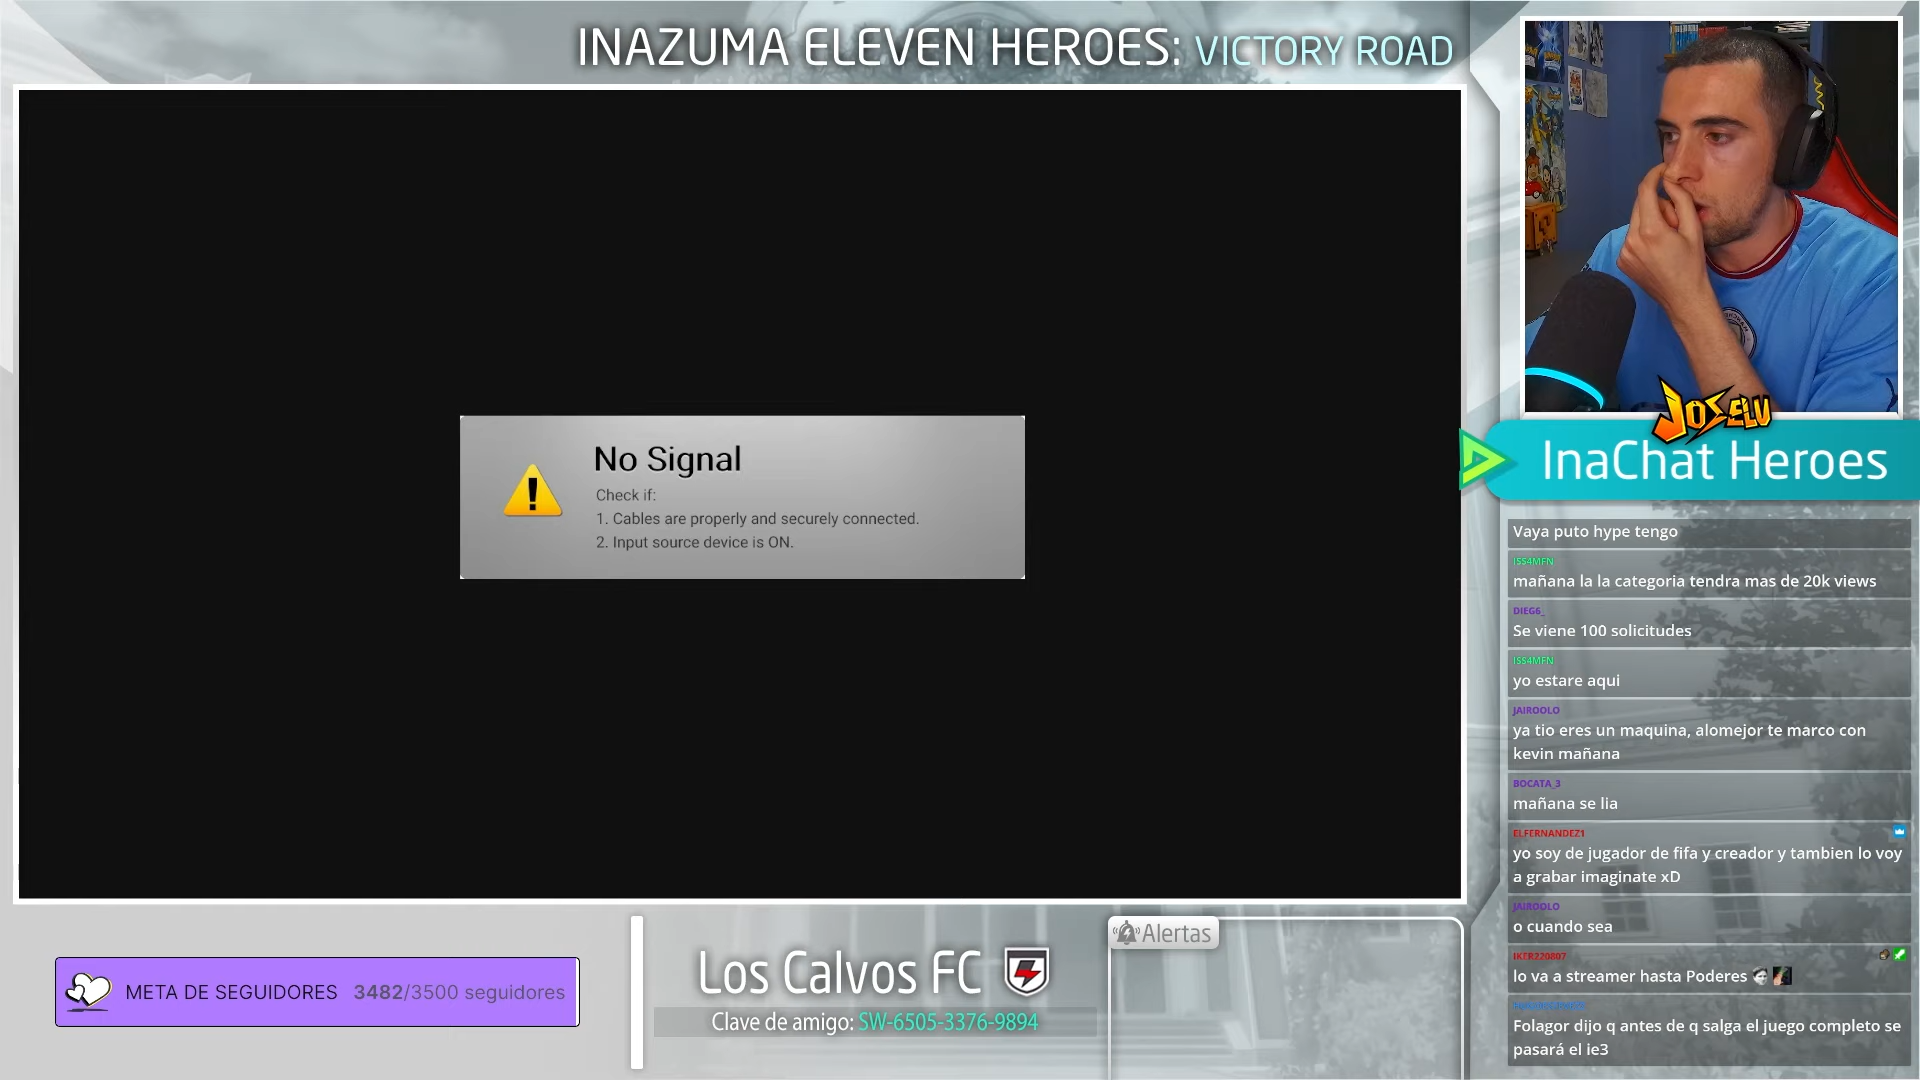 INAZUMA ELEVEN HEROES: VICTORY ROAD
No Signal
Check if:
1. Cables are properly and securely connected.
2. Input source device is ON.
JOSELU
InaChat Heroes
Vaya puto hype tengo
ISS4MFN
mañana la la categoria tendra mas de 20k views
DIEG6_
Se viene 100 solicitudes
ISS4MFN
yo estare aqui
JAIROOLO
ya tio eres un maquina, alomejor te marco con
kevin mañana
BOCATA_3
mañana se lia
ELFERNANDEZ1
yo soy de jugador de fifa y creador y tambien lo voy
a grabar imaginate xD
JAIROOLO
o cuando sea
IKER220807
lo va a streamer hasta Poderes
Folagor dijo q antes de q salga el juego completo se
pasará el ie3
META DE SEGUIDORES 3482/3500 seguidores
Los Calvos FC
Clave de amigo: SW-6505-3376-9894
Alertas